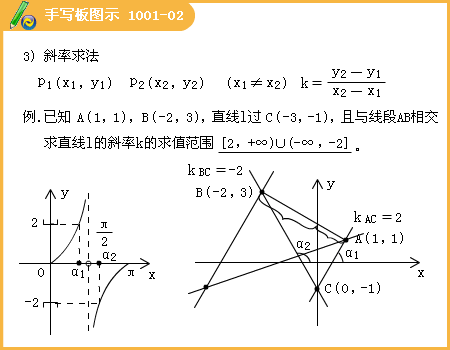 手写板图示 1001-02
3) 斜率求法
P1(x1, y1) P2(x2, y2) (x1≠x2) k= y2-y1
x2-x1
例.已知 A(1, 1), B(-2, 3), 直线l过 C(-3, -1), 且与线段AB相交
求直线l的斜率k的求值范围 [2, +∞)∪(-∞, -2] 。
y
2
π
2
α2
0
α1
π
x
-2
k BC=-2
y
B(-2, 3)
k AC=2
A(1, 1)
α2
α1
x
C(0, -1)